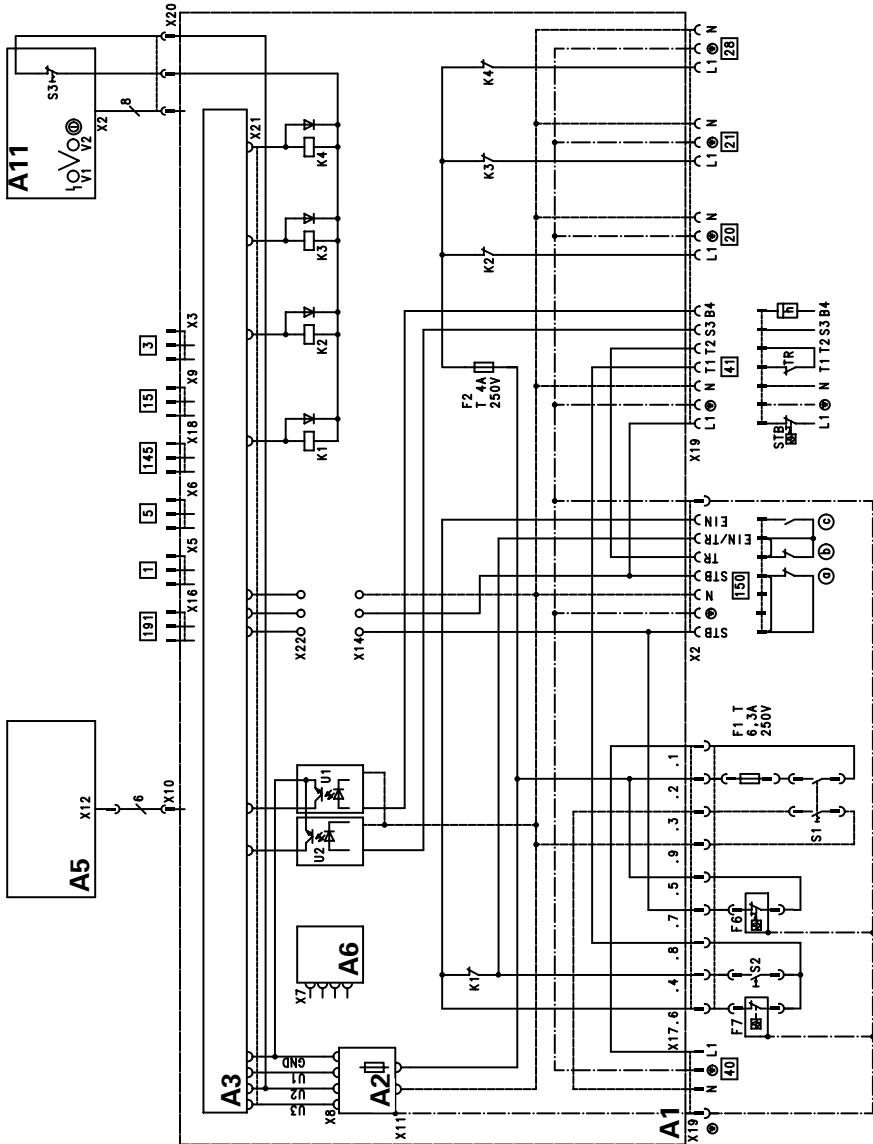 X20
A11
S3
L
V1 V2
X2
8
X21
K4
K3
K2
K1
3
X3
15
X9
145
X18
5
X6
1
X5
191
X16
A5
X12
6
X10
X22
X14
U1
U2
A6
X7
A3
GND
U1
U2
U3
X8
A2
X11
A1
K4
K3
K2
K1
F2
T 4A
250V
N
L1
28
N
L1
21
N
L1
20
B4
S3
T2
T1
N
L1
41
X19
h
B4
S3
T2
T1
TR
N
L1
STB
EIN
EIN/TR
TR
STB
N
STB
150
X2
c
b
a
F1 T
6,3A
250V
.1
.2
.3
.9
.5
.7
.8
.4
X17.6
S1
F6
S2
F7
L1
N
40
X19